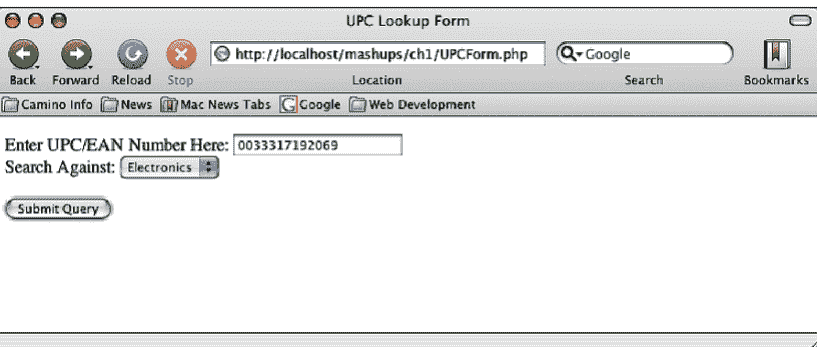 UPC Lookup Form
http://localhost/mashups/ch1/UPCForm.php
Google
Back Forward Reload Stop Location Search Bookmarks
Camino Info News Mac News Tabs Google Web Development
Enter UPC/EAN Number Here: 0033317192069
Search Against: Electronics
Submit Query